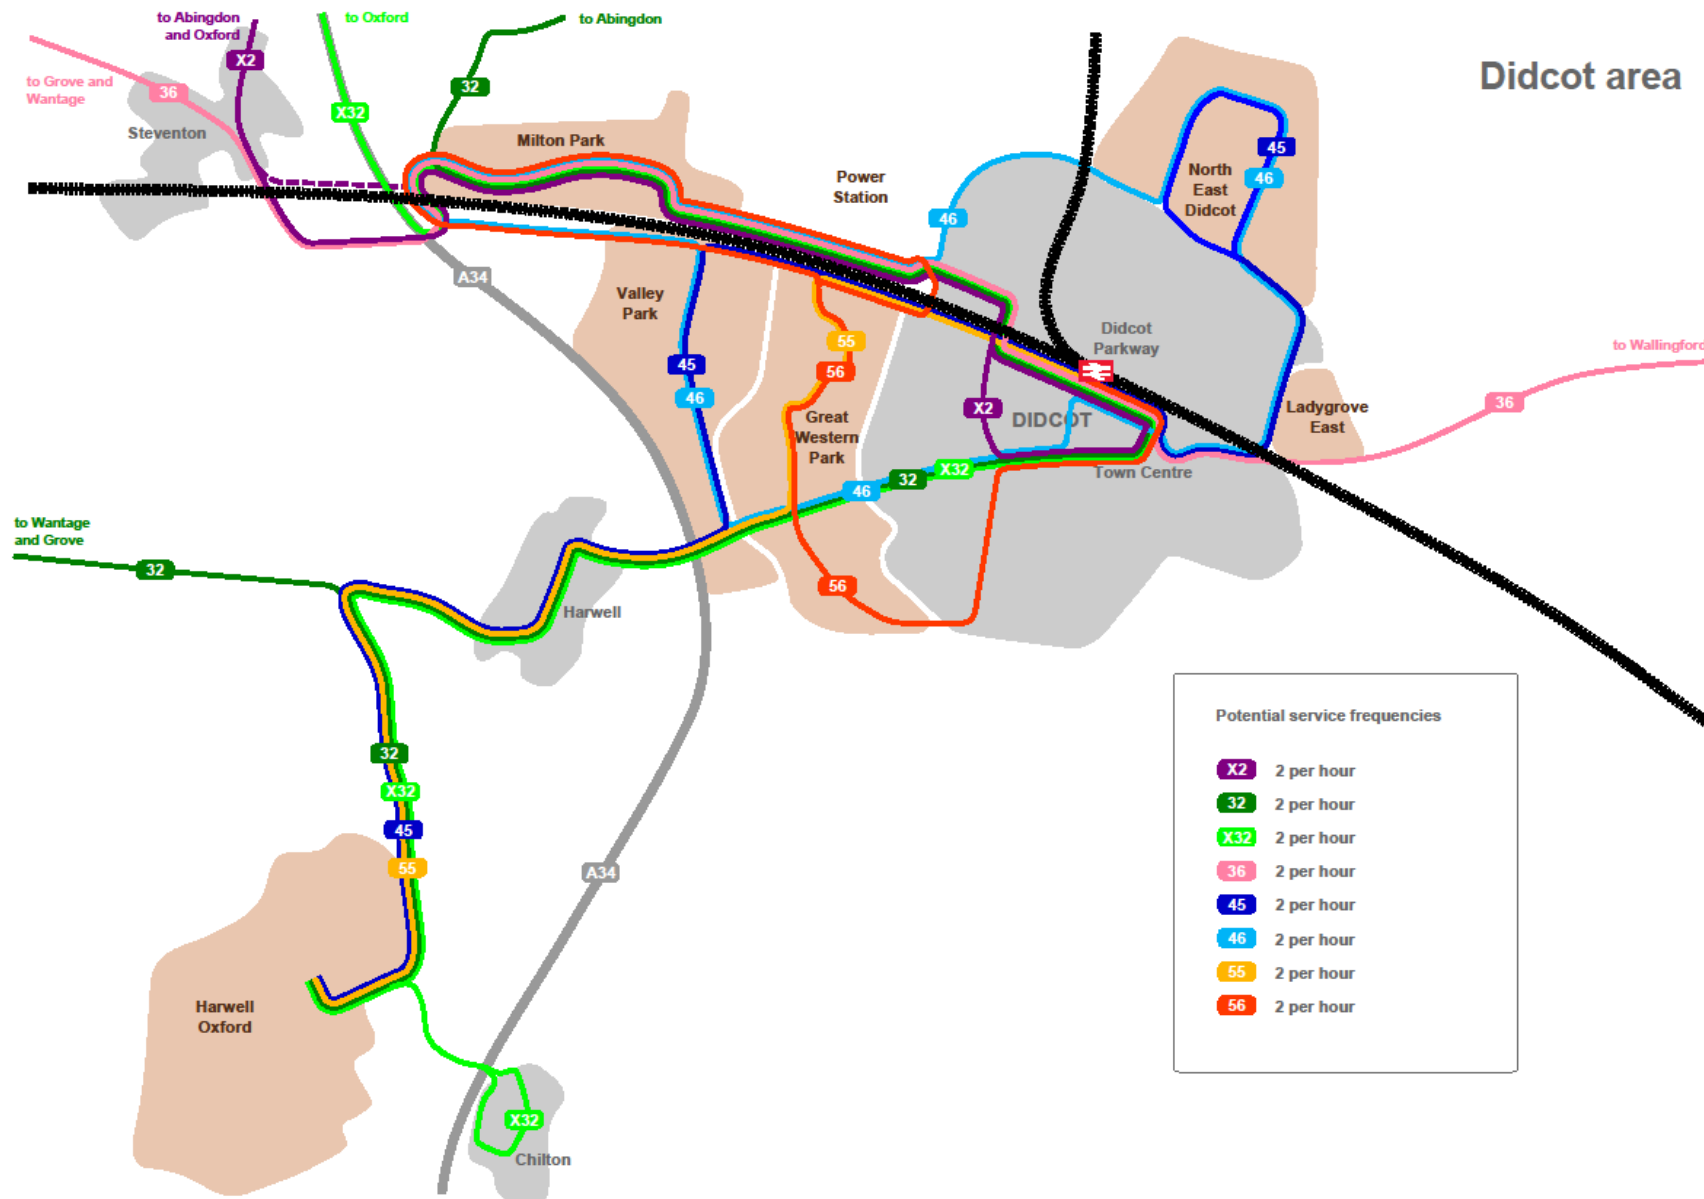 to Abingdon
and Oxford
to Oxford
to Abingdon
Didcot area
X2
to Grove and
Wantage
36
32
X32
Steventon
Milton Park
45
Power
Station
North
East
Didcot
46
46
A34
Valley
Park
55
Didcot
Parkway
to Wallingford
45
56
46
X2
DIDCOT
Great
Western
Park
Ladygrove
East
36
Town Centre
X32
32
46
to Wantage
and Grove
32
56
Harwell
32
X32
45
55
A34
Harwell
Oxford
X32
Chilton
Potential service frequencies
X2 2 per hour
32 2 per hour
X32 2 per hour
36 2 per hour
45 2 per hour
46 2 per hour
55 2 per hour
56 2 per hour